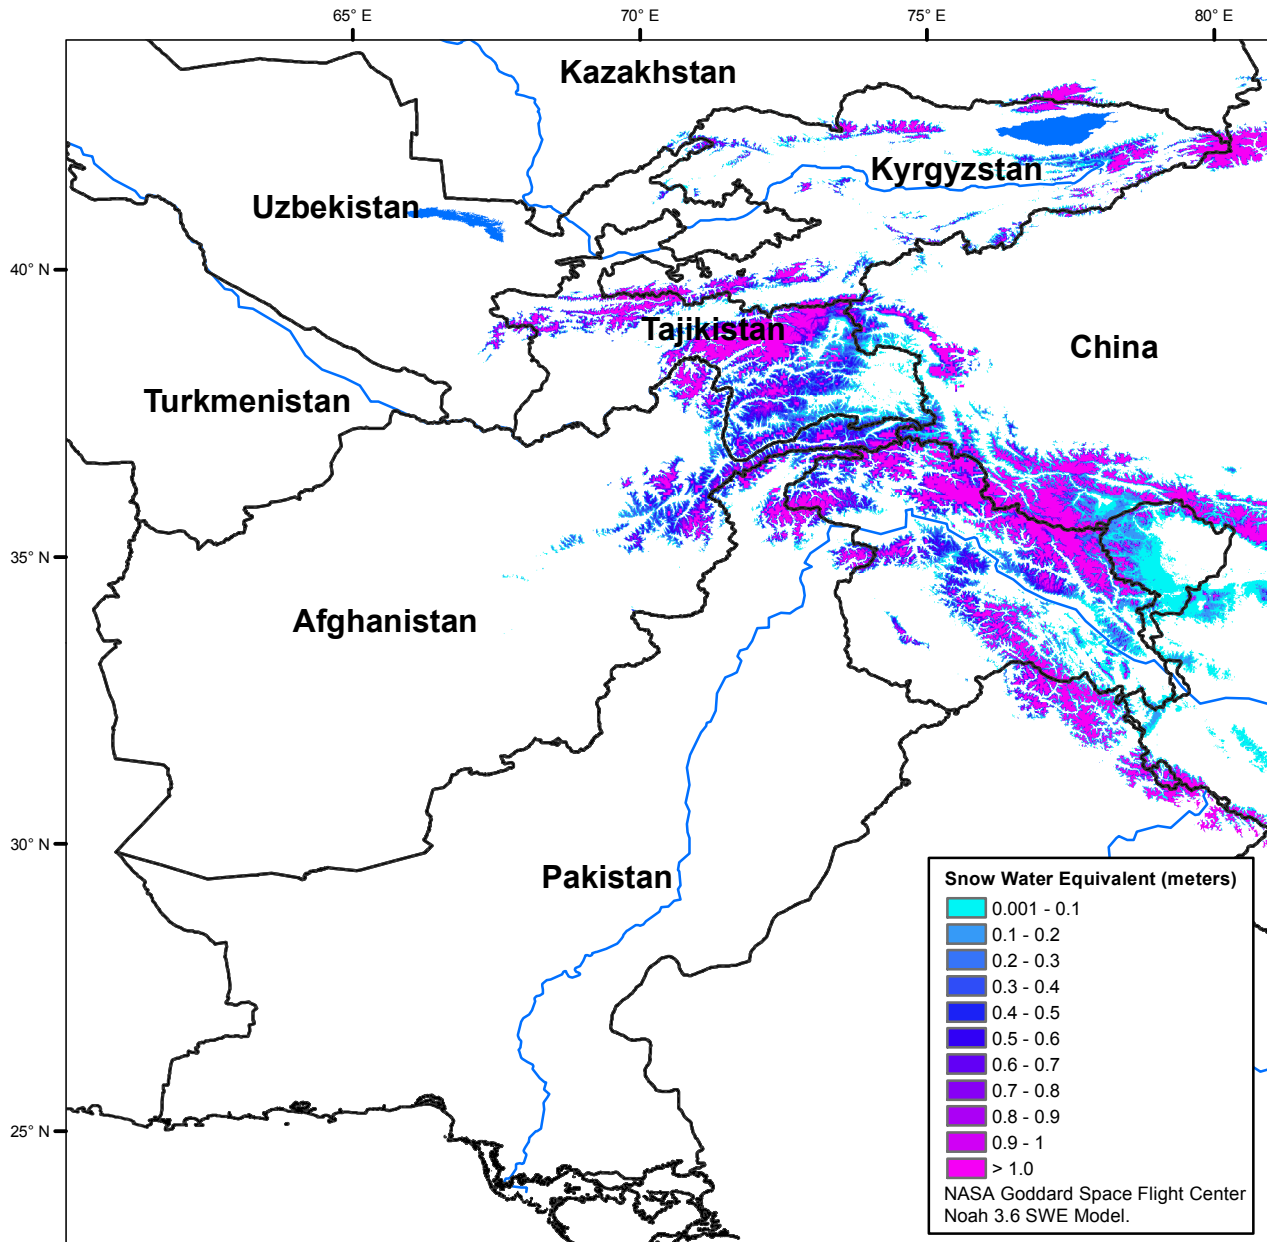 65° E
70° E
75° E
80° E
Kazakhstan
Kyrgyzstan
Uzbekistan
40° N
Tajikistan
China
Turkmenistan
35° N
Afghanistan
30° N
Pakistan
25° N
Snow Water Equivalent (meters)
0.001 - 0.1
0.1 - 0.2
0.2 - 0.3
0.3 - 0.4
0.4 - 0.5
0.5 - 0.6
0.6 - 0.7
0.7 - 0.8
0.8 - 0.9
0.9 - 1
> 1.0
NASA Goddard Space Flight Center
Noah 3.6 SWE Model.